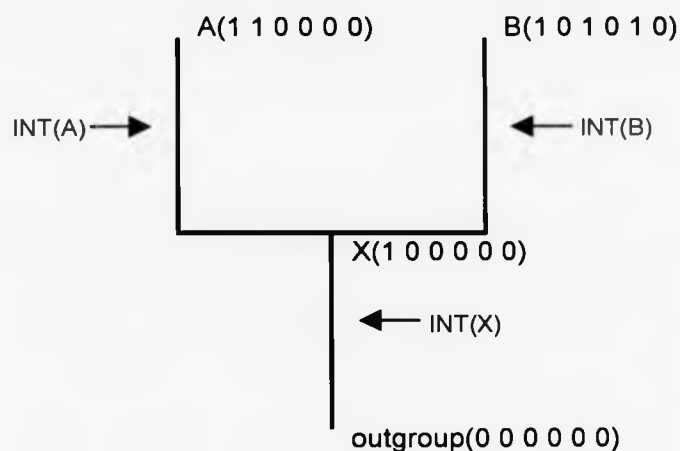 A(1 1 0 0 0 0)
B(1 0 1 0 1 0)
INT(A)
INT(B)
X(1 0 0 0 0 0)
INT(X)
outgroup(0 0 0 0 0 0)